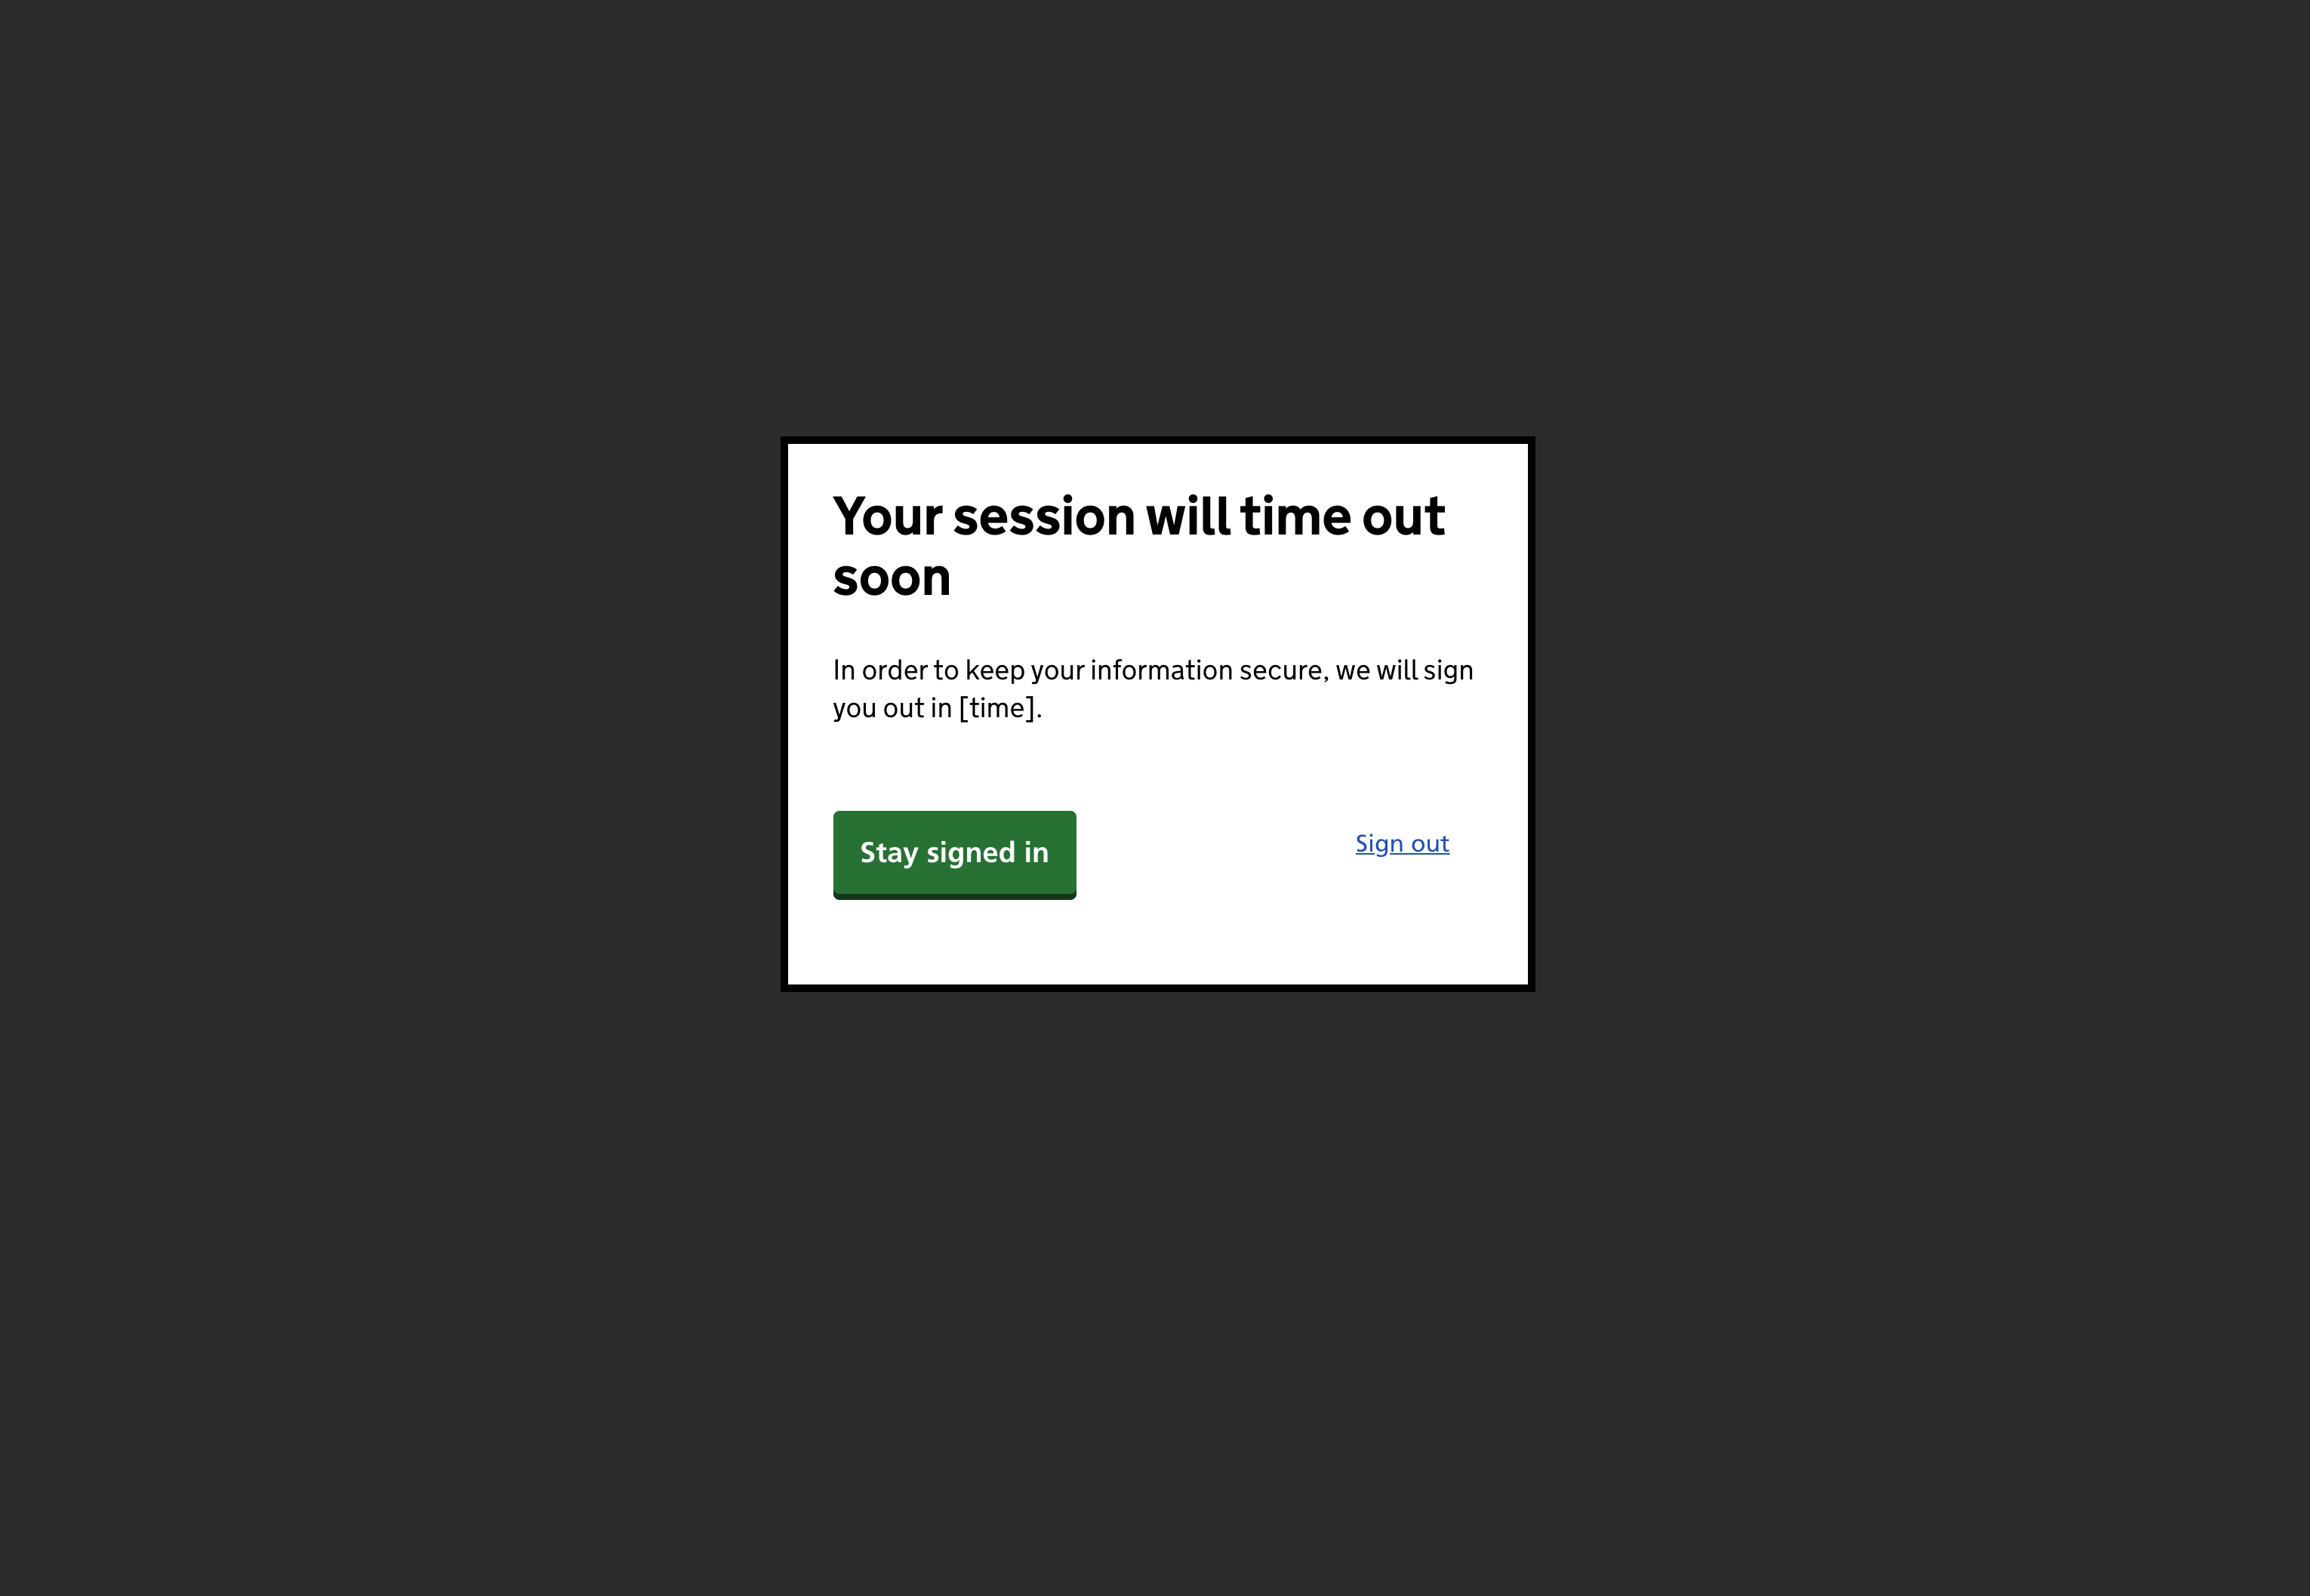 Your session will time out
soon
In order to keep your information secure, we will sign
you out in [time].
Stay signed in
Sign out